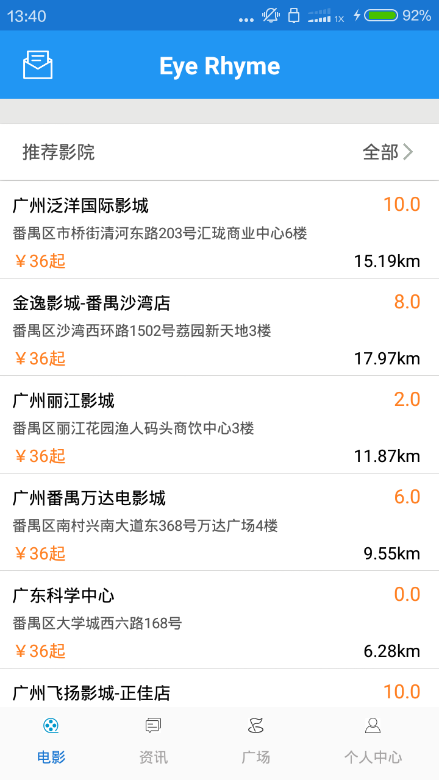 13:40
1X
92%
Eye Rhyme
推荐影院
全部
广州泛洋国际影城
10.0
番禺区市桥街清河东路203号汇珑商业中心6楼
￥36起
15.19km
金逸影城-番禺沙湾店
8.0
番禺区沙湾西环路1502号荔园新天地3楼
￥36起
17.97km
广州丽江影城
2.0
番禺区丽江花园渔人码头商饮中心3楼
￥36起
11.87km
广州番禺万达电影城
6.0
番禺区南村兴南大道东368号万达广场4楼
￥36起
9.55km
广东科学中心
0.0
番禺区大学城西六路168号
￥36起
6.28km
广州飞扬影城-正佳店
10.0
电影
资讯
广场
个人中心